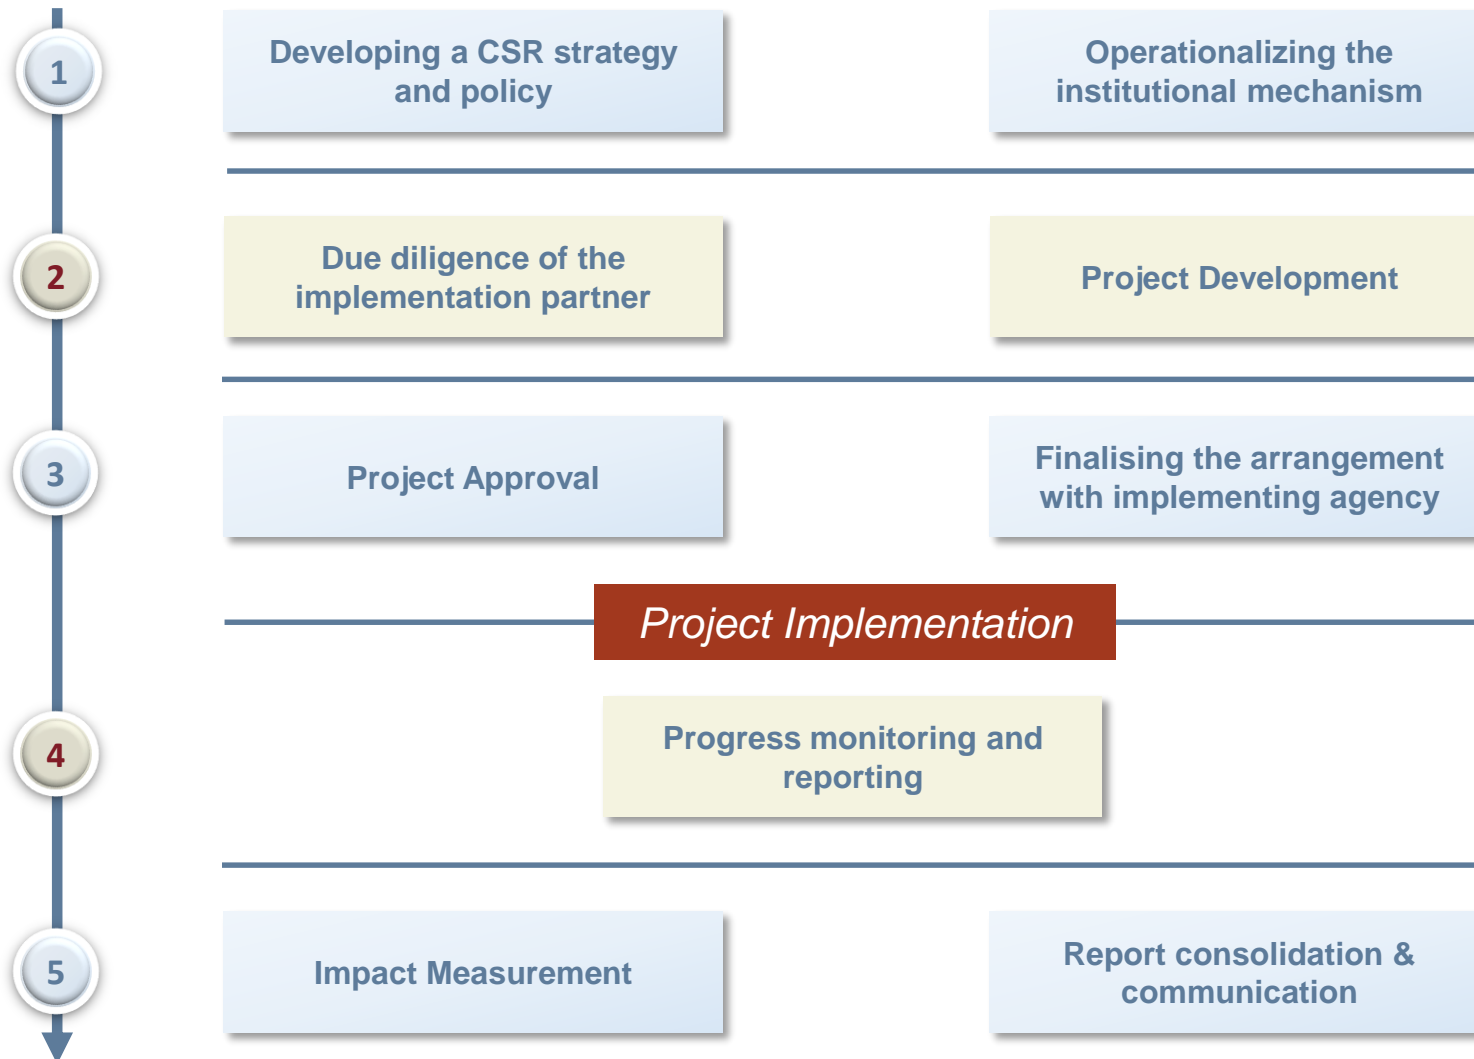 1
Developing a CSR strategy
and policy
Operationalizing the
institutional mechanism
2
Due diligence of the
implementation partner
Project Development
3
Project Approval
Finalising the arrangement
with implementing agency
Project Implementation
4
Progress monitoring and
reporting
5
Impact Measurement
Report consolidation &
communication